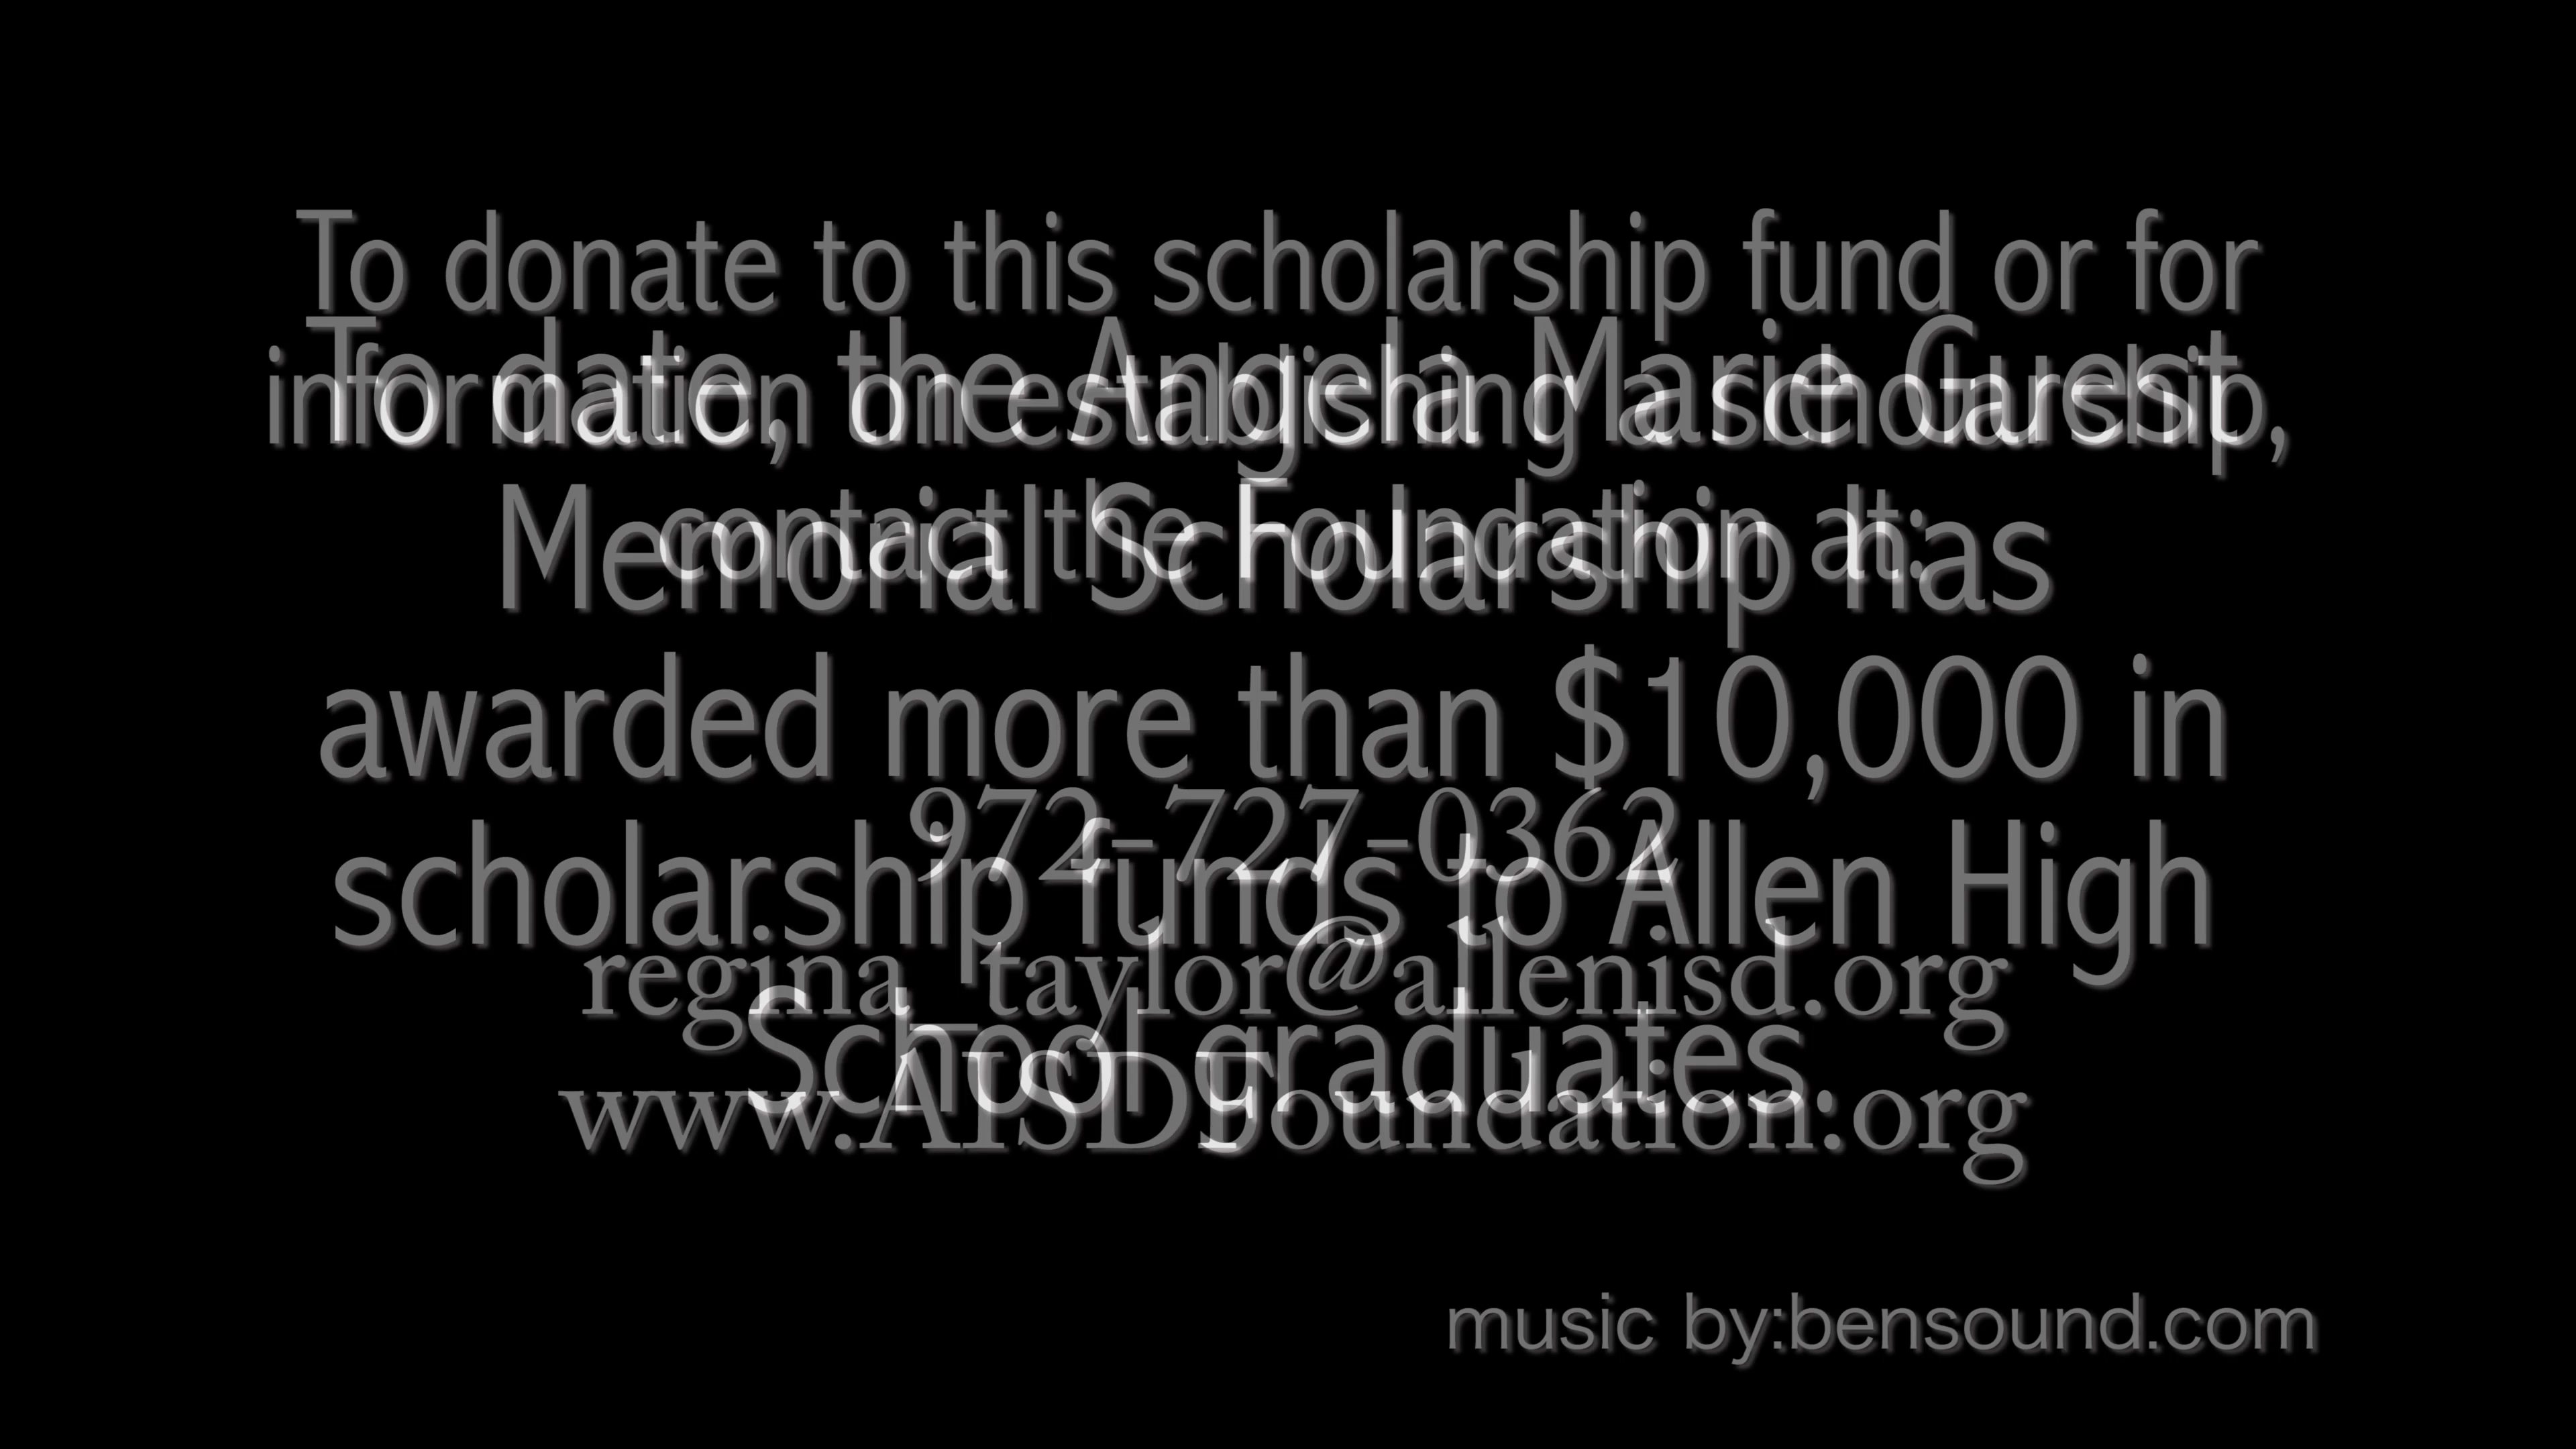 To date, the Angela Marie Guest
Memorial Scholarship has
awarded more than $10,000 in
scholarship funds to Allen High
School graduates
To donate to this scholarship fund or for
information on establishing a scholarship,
contact the Foundation at:
972-727-0362
regina_taylor@allenisd.org
www.AISDFoundation.org
music by:bensound.com